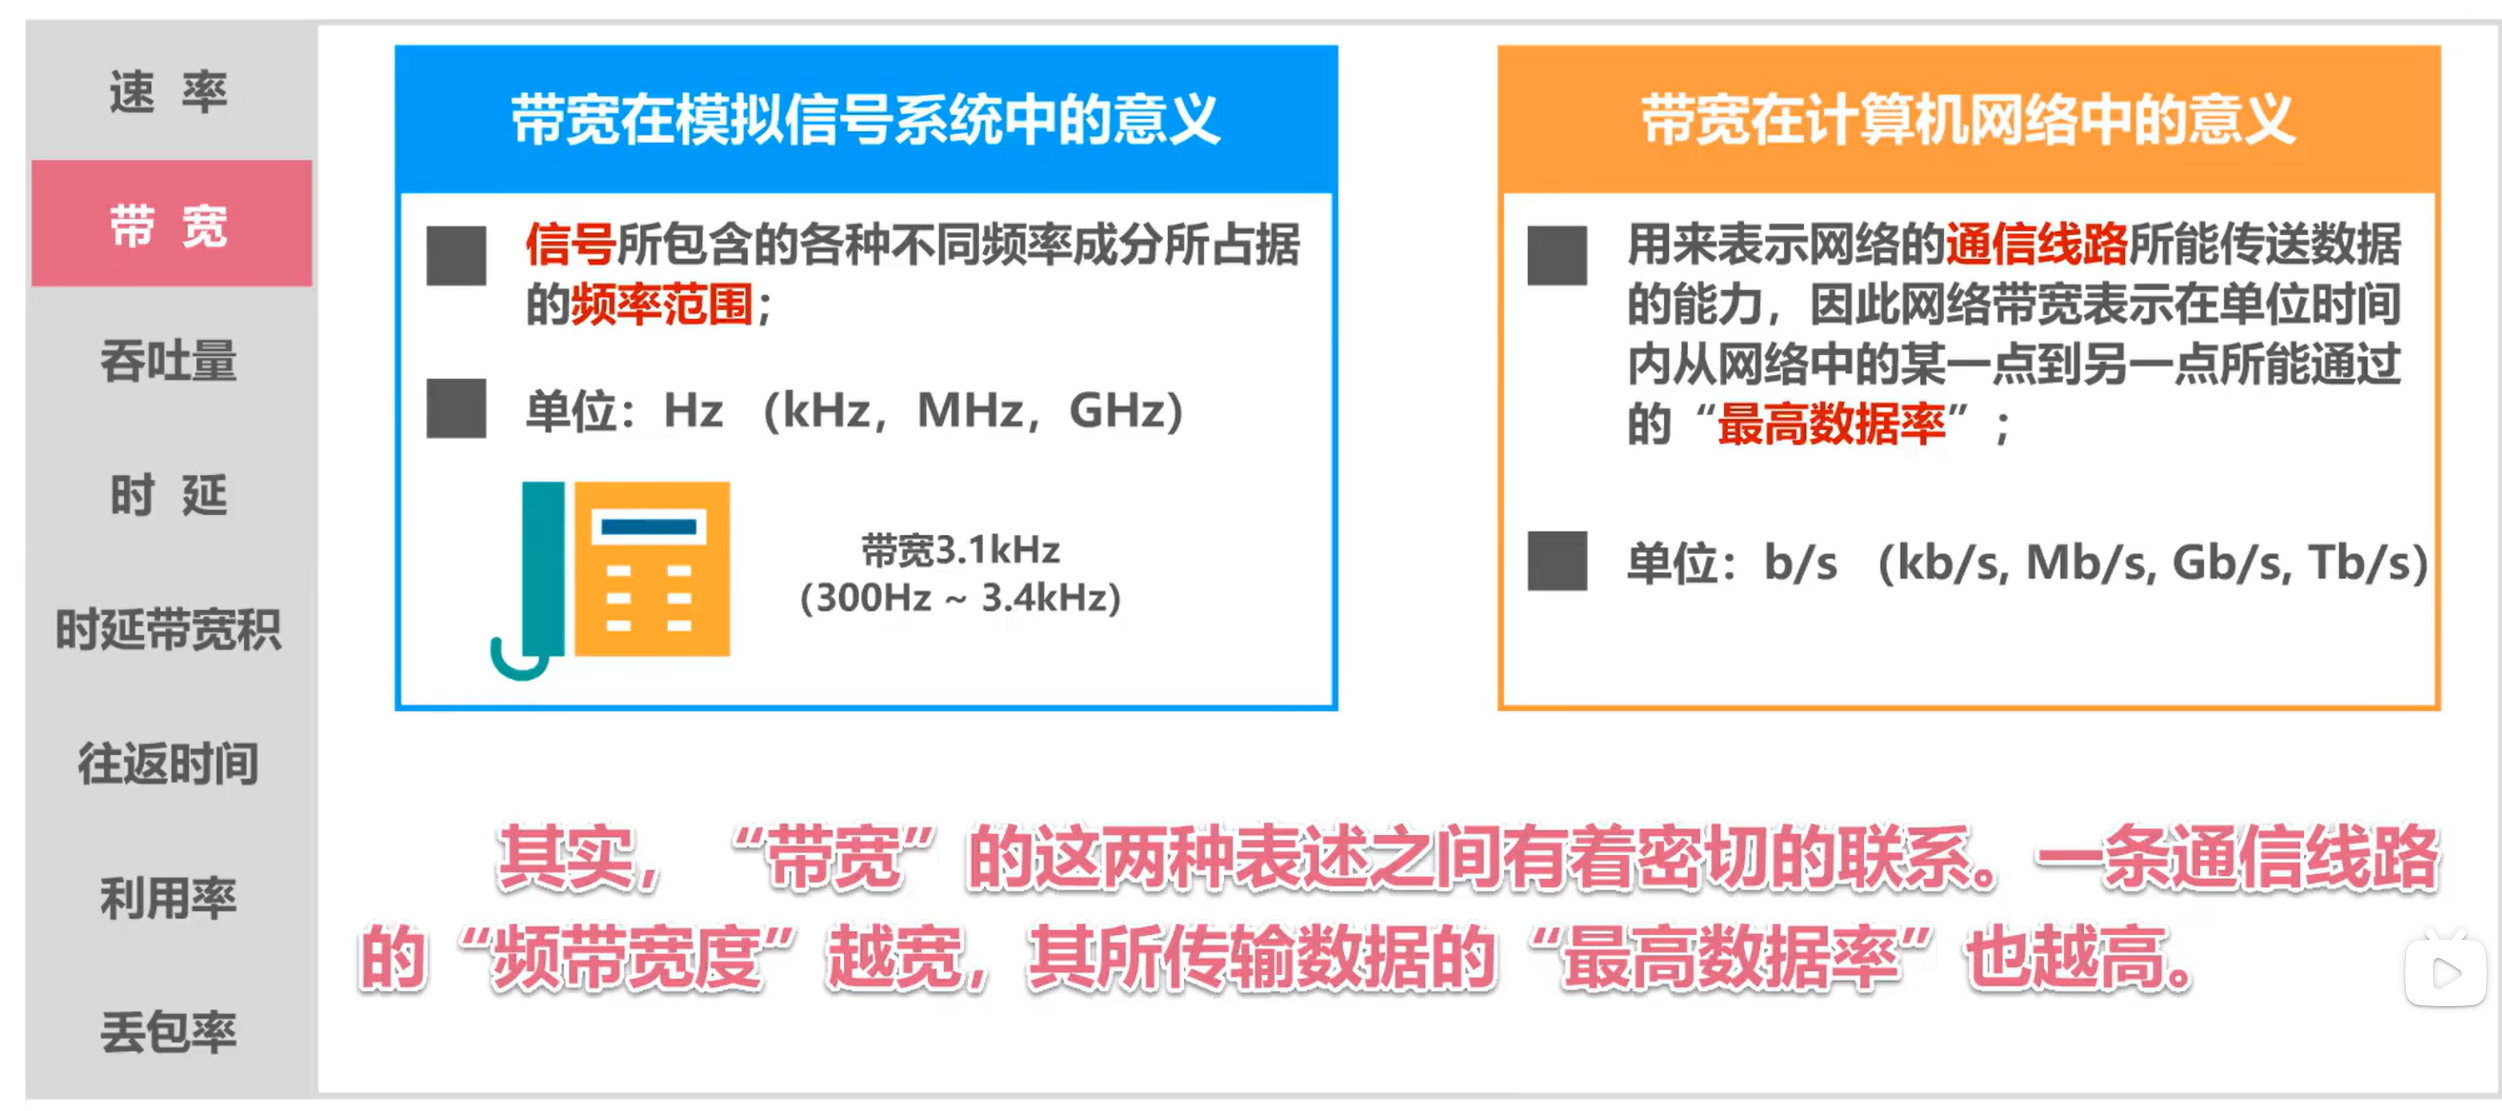 速 率
带 宽
吞吐量
时 延
时延带宽积
往返时间
利用率
丢包率
带宽在模拟信号系统中的意义
信号所包含的各种不同频率成分所占据
的频率范围；
单位：Hz （kHz，MHz，GHz）
带宽3.1kHz
(300Hz ~ 3.4kHz)
带宽在计算机网络中的意义
用来表示网络的通信线路所能传送数据
的能力，因此网络带宽表示在单位时间
内从网络中的某一点到另一点所能通过
的“最高数据率”；
单位：b/s （kb/s, Mb/s, Gb/s, Tb/s）
其实，“带宽”的这两种表述之间有着密切的联系。一条通信线路
的“频带宽度”越宽，其所传输数据的“最高数据率”也越高。